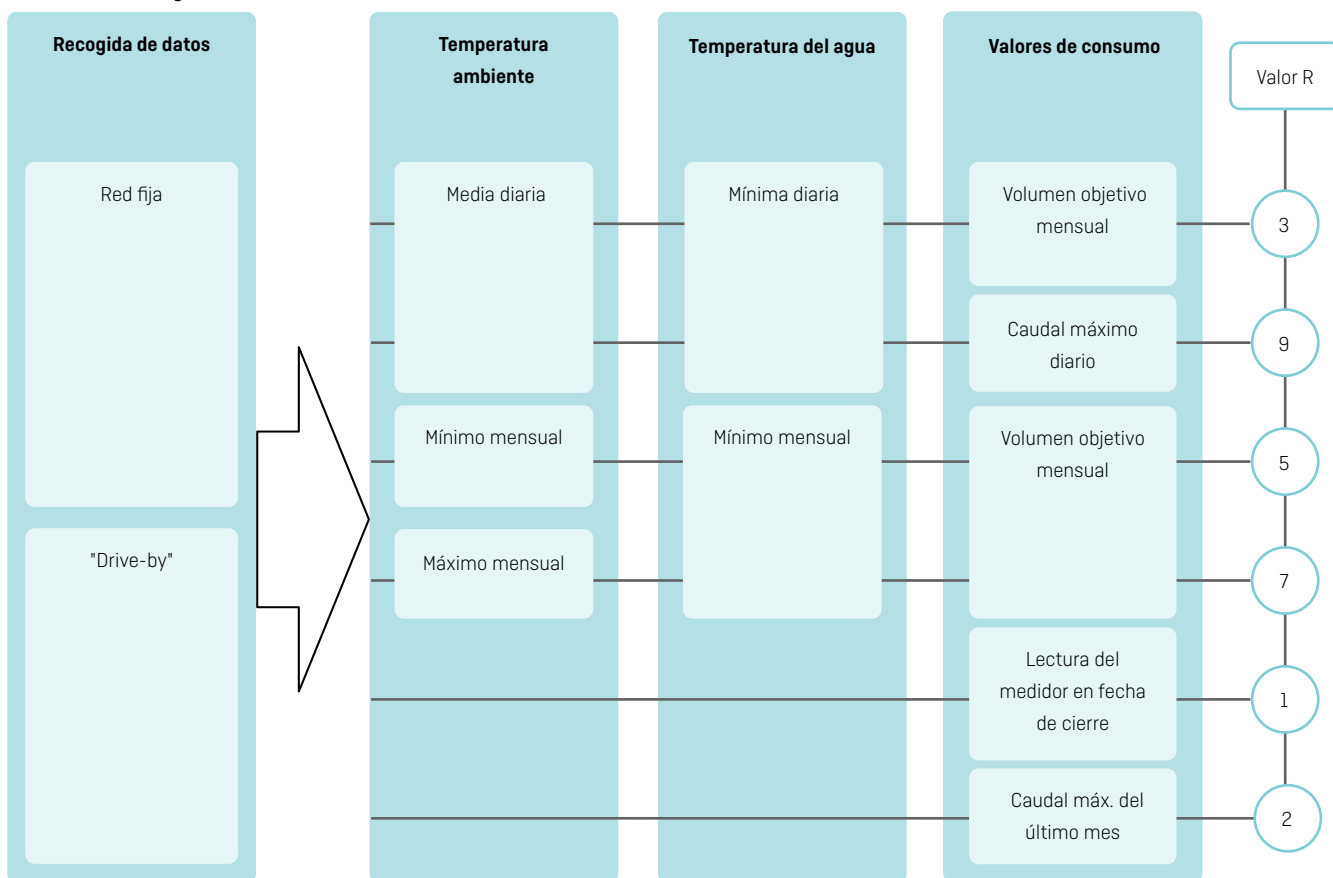 Recogida de datos
Temperatura
ambiente
Temperatura del agua
Valores de consumo
Valor R
Red fija
Media diaria
Mínima diaria
Volumen objetivo
mensual
3
Caudal máximo
diario
9
Mínimo mensual
Mínimo mensual
Volumen objetivo
mensual
5
"Drive-by"
Máximo mensual
7
Lectura del
medidor en fecha
de cierre
1
Caudal máx. del
último mes
2